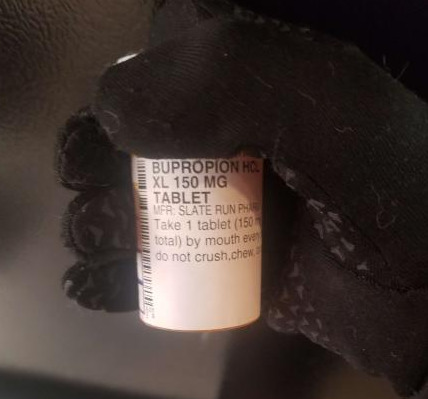 BUPROPION HCL
XL 150 MG
TABLET
MFR: SLATE RUN
Take 1 tablet (150
total) by mouth
do not crush,chew,